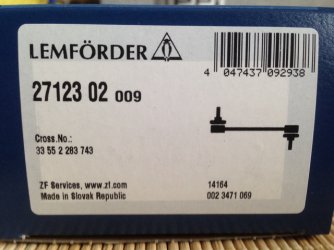 LEMFÖRDER
4 047437 092938
27123 02 009
Cross.No.:
33 55 2 283 743
ZF Services, www.zf.com
Made in Slovak Republic
14164
002 3471 069